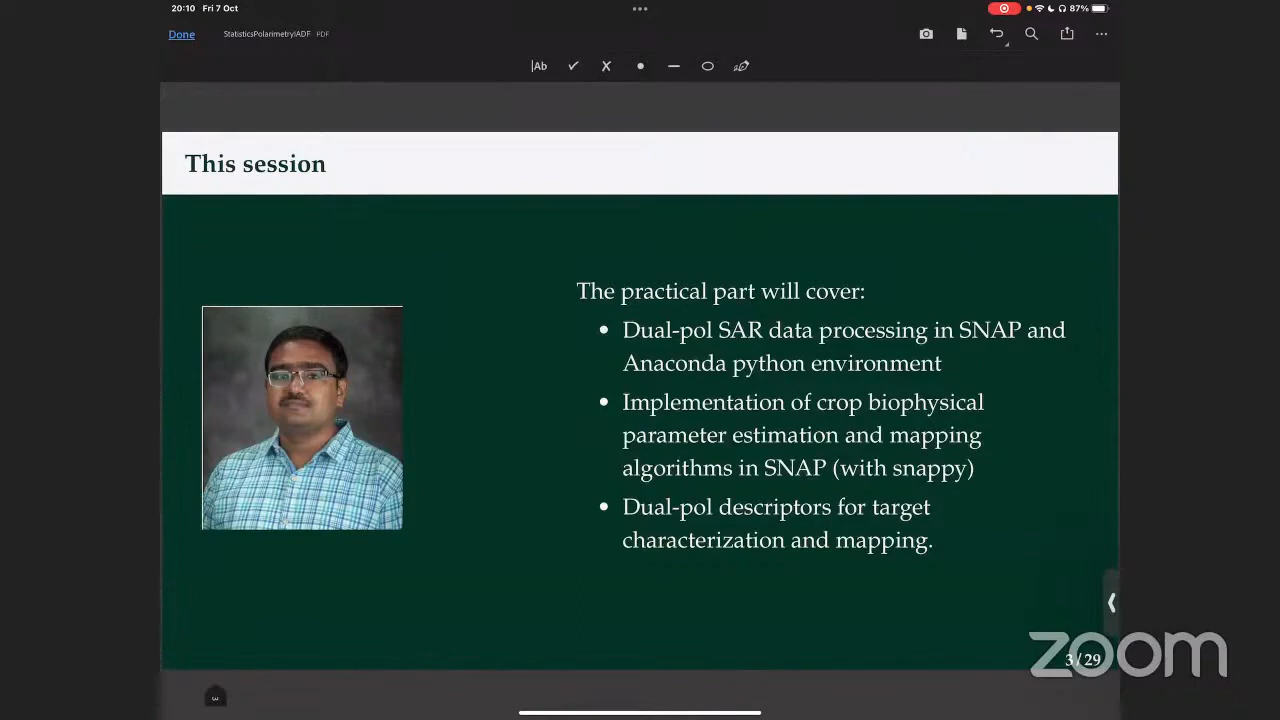 20:10 Fri 7 Oct
87%
Done
StatisticsPolarimetryIADF PDF
|Ab
This session
The practical part will cover:
• Dual-pol SAR data processing in SNAP and
Anaconda python environment
• Implementation of crop biophysical
parameter estimation and mapping
algorithms in SNAP (with snappy)
• Dual-pol descriptors for target
characterization and mapping.
3 / 29
zoom
3